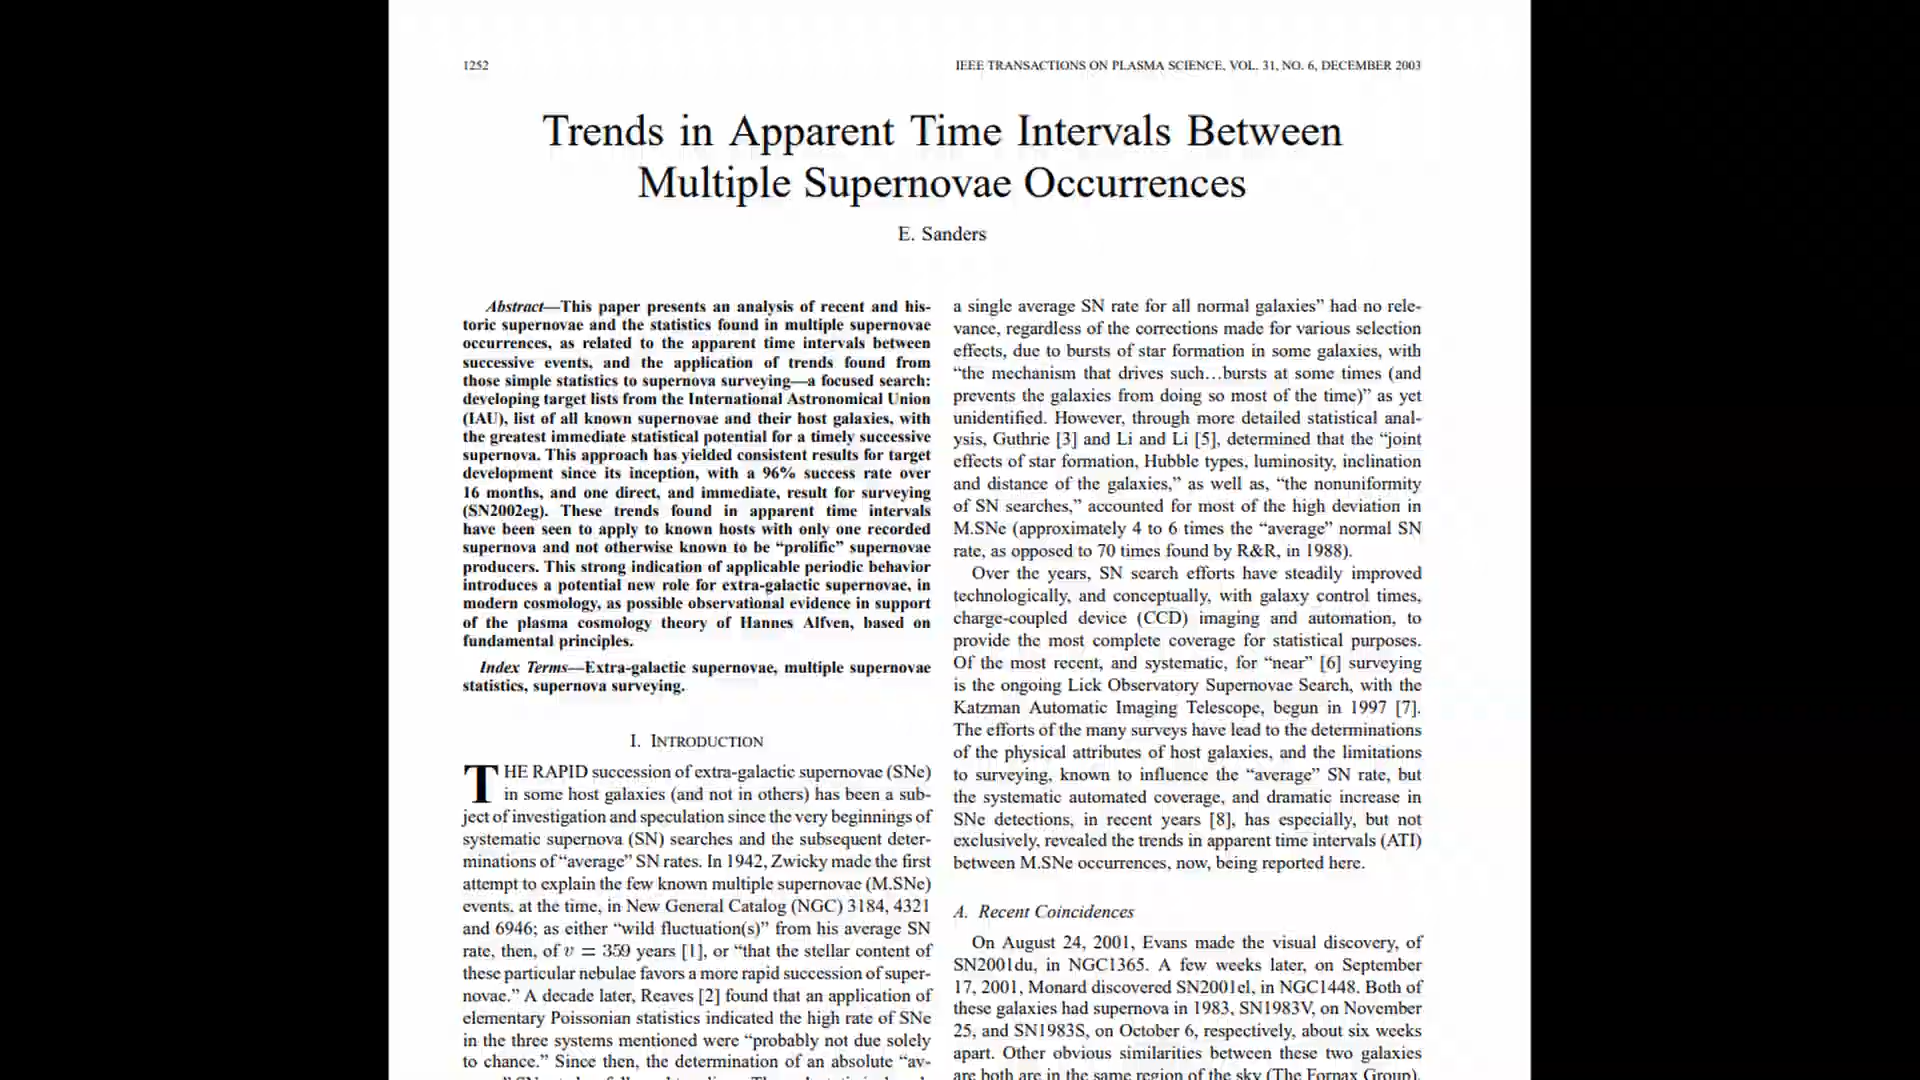 1252
IEEE TRANSACTIONS ON PLASMA SCIENCE, VOL. 31, NO. 6, DECEMBER 2003
Trends in Apparent Time Intervals Between
Multiple Supernovae Occurrences
E. Sanders
Abstract—This paper presents an analysis of recent and his-
toric supernovae and the statistics found in multiple supernovae
occurrences, as related to the apparent time intervals between
successive events, and the application of trends found from
those simple statistics to supernova surveying—a focused search:
developing target lists from the International Astronomical Union
(IAU), list of all known supernovae and their host galaxies, with
the greatest immediate statistical potential for a timely successive
supernova. This approach has yielded consistent results for target
development since its inception, with a 96% success rate over
16 months, and one direct, and immediate, result for surveying
(SN2002eg). These trends found in apparent time intervals
have been seen to apply to known hosts with only one recorded
supernova and not otherwise known to be “prolific” supernovae
producers. This strong indication of applicable periodic behavior
introduces a potential new role for extra-galactic supernovae, in
modern cosmology, as possible observational evidence in support
of the plasma cosmology theory of Hannes Alfven, based on
fundamental principles.
Index Terms—Extra-galactic supernovae, multiple supernovae
statistics, supernova surveying.
I. INTRODUCTION
THE RAPID succession of extra-galactic supernovae (SNe)
in some host galaxies (and not in others) has been a sub-
ject of investigation and speculation since the very beginnings of
systematic supernova (SN) searches and the subsequent deter-
minations of “average” SN rates. In 1942, Zwicky made the first
attempt to explain the few known multiple supernovae (M.SNe)
events, at the time, in New General Catalog (NGC) 3184, 4321
and 6946; as either “wild fluctuation(s)” from his average SN
rate, then, of v = 359 years [1], or “that the stellar content of
these particular nebulae favors a more rapid succession of super-
novae.” A decade later, Reaves [2] found that an application of
elementary Poissonian statistics indicated the high rate of SNe
in the three systems mentioned were “probably not due solely
to chance.” Since then, the determination of an absolute “av-
a single average SN rate for all normal galaxies” had no rele-
vance, regardless of the corrections made for various selection
effects, due to bursts of star formation in some galaxies, with
“the mechanism that drives such…bursts at some times (and
prevents the galaxies from doing so most of the time)” as yet
unidentified. However, through more detailed statistical anal-
ysis, Guthrie [3] and Li and Li [5], determined that the “joint
effects of star formation, Hubble types, luminosity, inclination
and distance of the galaxies,” as well as, “the nonuniformity
of SN searches,” accounted for most of the high deviation in
M.SNe (approximately 4 to 6 times the “average” normal SN
rate, as opposed to 70 times found by R&R, in 1988).
Over the years, SN search efforts have steadily improved
technologically, and conceptually, with galaxy control times,
charge-coupled device (CCD) imaging and automation, to
provide the most complete coverage for statistical purposes.
Of the most recent, and systematic, for “near” [6] surveying
is the ongoing Lick Observatory Supernovae Search, with the
Katzman Automatic Imaging Telescope, begun in 1997 [7].
The efforts of the many surveys have lead to the determinations
of the physical attributes of host galaxies, and the limitations
to surveying, known to influence the “average” SN rate, but
the systematic automated coverage, and dramatic increase in
SNe detections, in recent years [8], has especially, but not
exclusively, revealed the trends in apparent time intervals (ATI)
between M.SNe occurrences, now, being reported here.
A. Recent Coincidences
On August 24, 2001, Evans made the visual discovery, of
SN2001du, in NGC1365. A few weeks later, on September
17, 2001, Monard discovered SN2001el, in NGC1448. Both of
these galaxies had supernova in 1983, SN1983V, on November
25, and SN1983S, on October 6, respectively, about six weeks
apart. Other obvious similarities between these two galaxies
are both are in the same region of the sky (The Fornax Group),